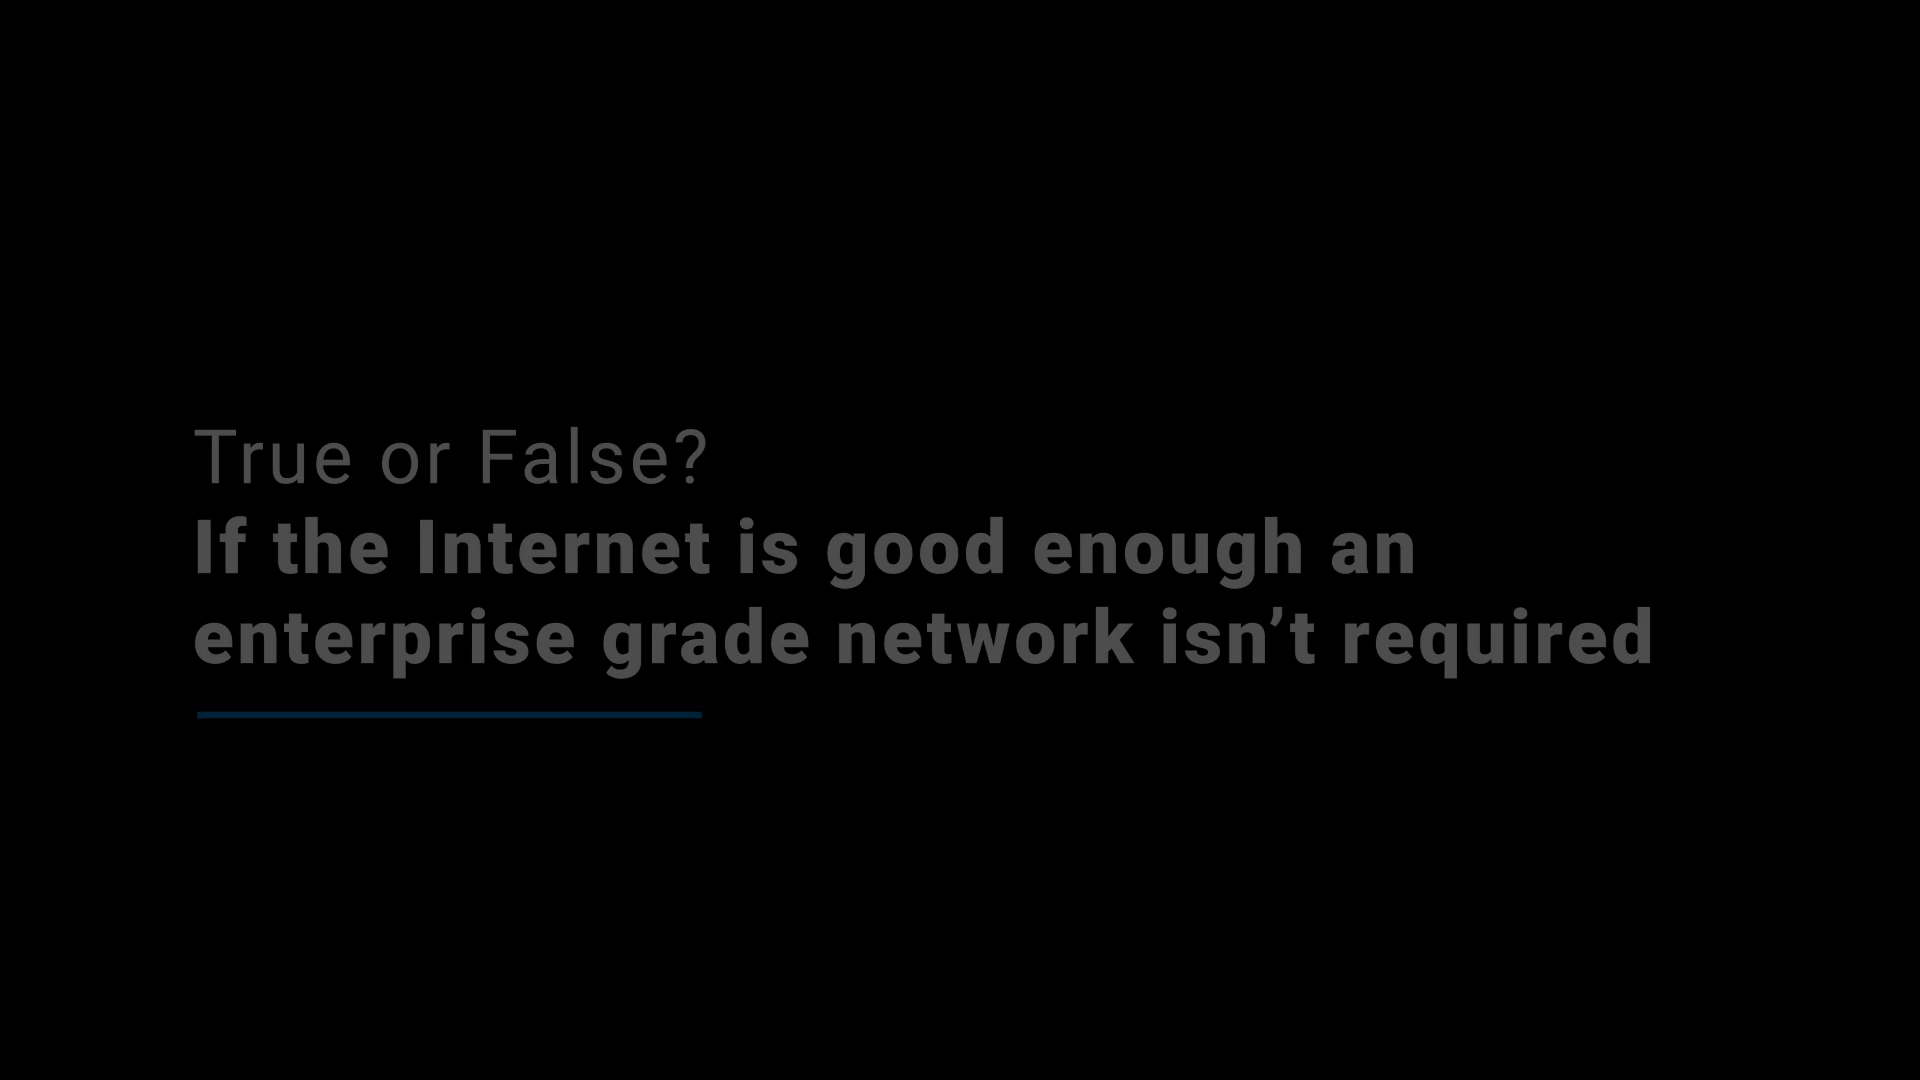 True or False?
If the Internet is good enough an
enterprise grade network isn’t required